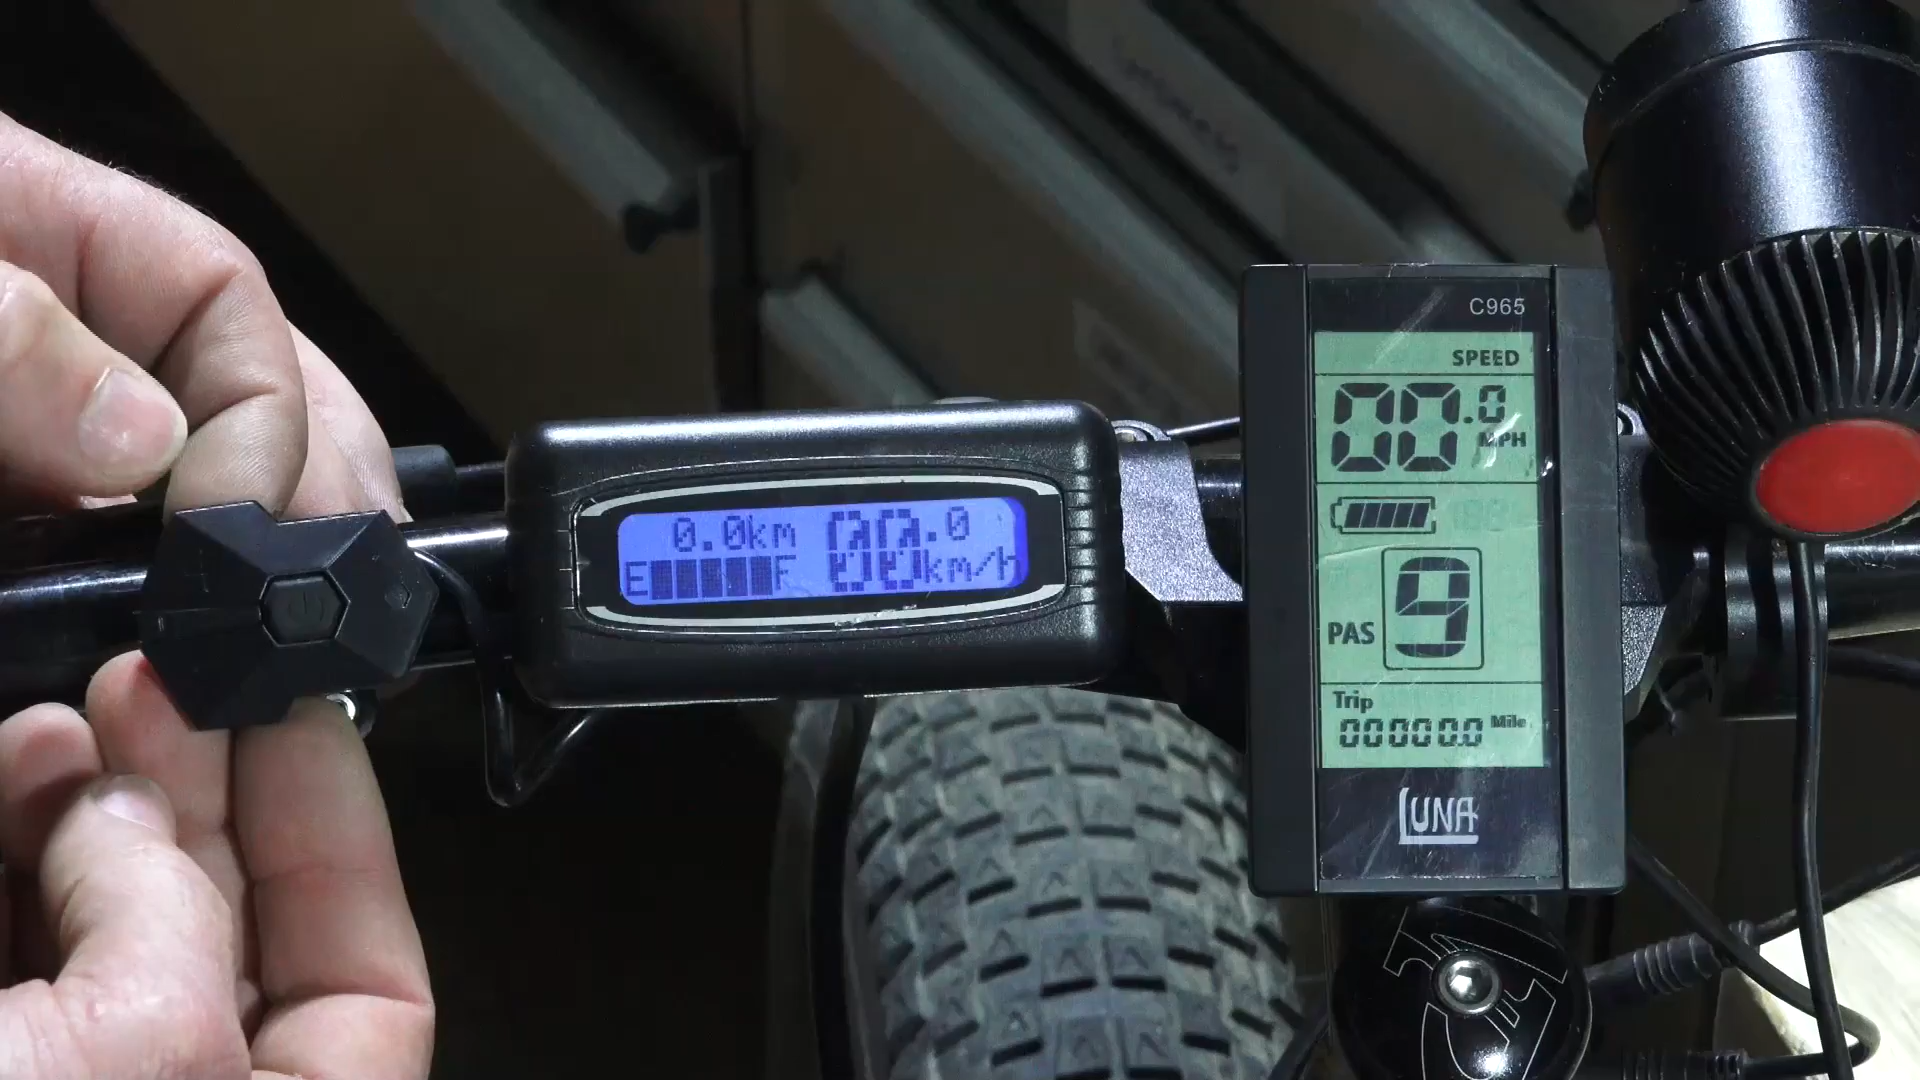 0.0km 00.0
E F km/h
C965
SPEED
00.0
MPH
PAS 9
Trip
00000.0 Mile
LUNA